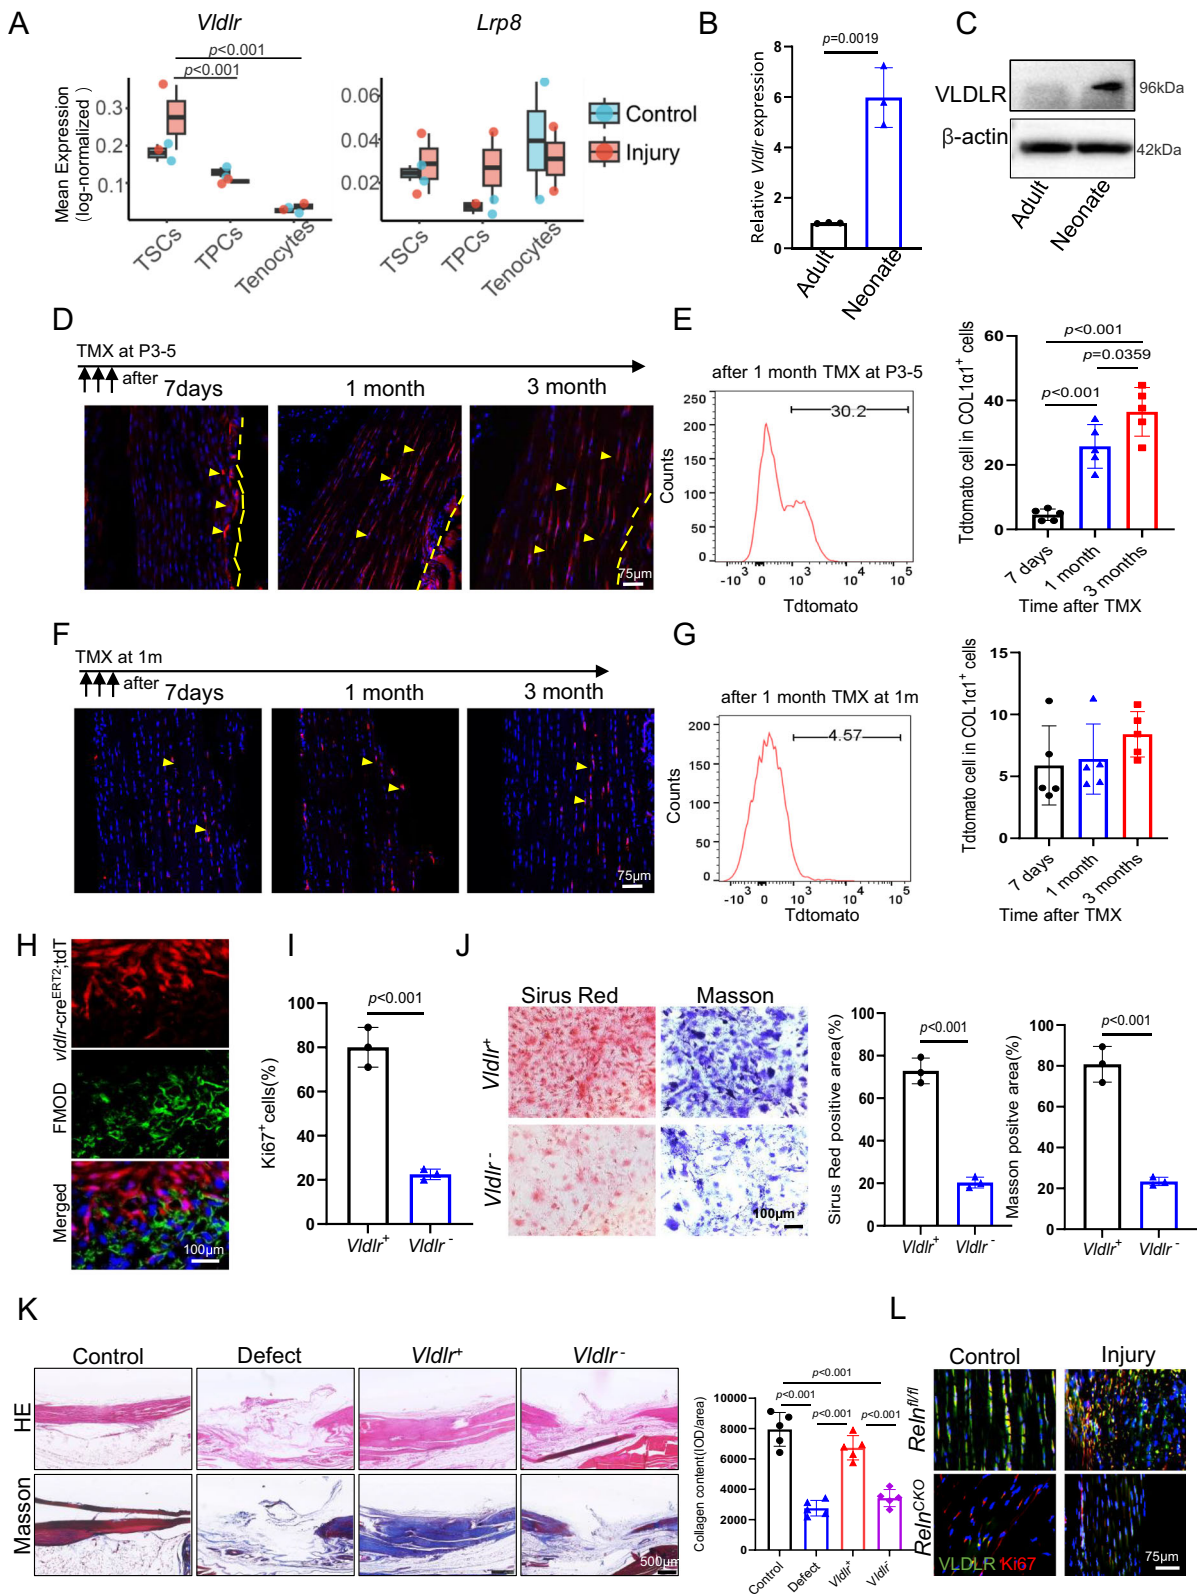 A
Vldlr
Lrp8
p<0.001
p<0.001
Mean Expression
(log-normalized )
0.3
0.2
0.1
TSCs
TPCs
Tenocytes
0.06
0.04
0.02
TSCs
TPCs
Tenocytes
Control
Injury
B
p=0.0019
Relative Vldlr expression
8
6
4
2
0
Adult
Neonate
C
VLDLR
96kDa
β-actin
42kDa
Adult
Neonate
D
TMX at P3-5
after
7days
1 month
3 month
75μm
E
after 1 month TMX at P3-5
30.2
Counts
250
200
150
100
50
0
-10³ 0 10³ 10⁴ 10⁵
Tdtomato
Tdtomato cell in COL1α1⁺ cells
60
40
20
0
p<0.001
p=0.0359
p<0.001
7 days
1 month
3 months
Time after TMX
F
TMX at 1m
after
7days
1 month
3 month
75μm
G
after 1 month TMX at 1m
4.57
Counts
200
150
100
50
0
-10³ 0 10³ 10⁴ 10⁵
Tdtomato
Tdtomato cell in COL1α1⁺ cells
15
10
5
0
7 days
1 month
3 months
Time after TMX
H
vldlr-creᴱᴿᵀ²;tdT
FMOD
Merged
100μm
I
p<0.001
Ki67⁺cells(%)
100
80
60
40
20
0
Vldlr⁺
Vldlr⁻
J
Sirus Red
Masson
Vldlr⁺
Vldlr⁻
100μm
Sirus Red positive area(%)
80
60
40
20
0
p<0.001
Vldlr⁺
Vldlr⁻
Masson positve area(%)
100
80
60
40
20
0
p<0.001
Vldlr⁺
Vldlr⁻
K
Control
Defect
Vldlr⁺
Vldlr⁻
HE
Masson
500μm
Collagen content(IOD/area)
10000
8000
6000
4000
2000
0
p<0.001
p<0.001
p<0.001
p<0.001
Control
Defect
Vldlr⁺
Vldlr⁻
L
Control
Injury
Relnᶠˡ/ᶠˡ
Relnᶜᴷᴼ
VLDLR Ki67
75μm